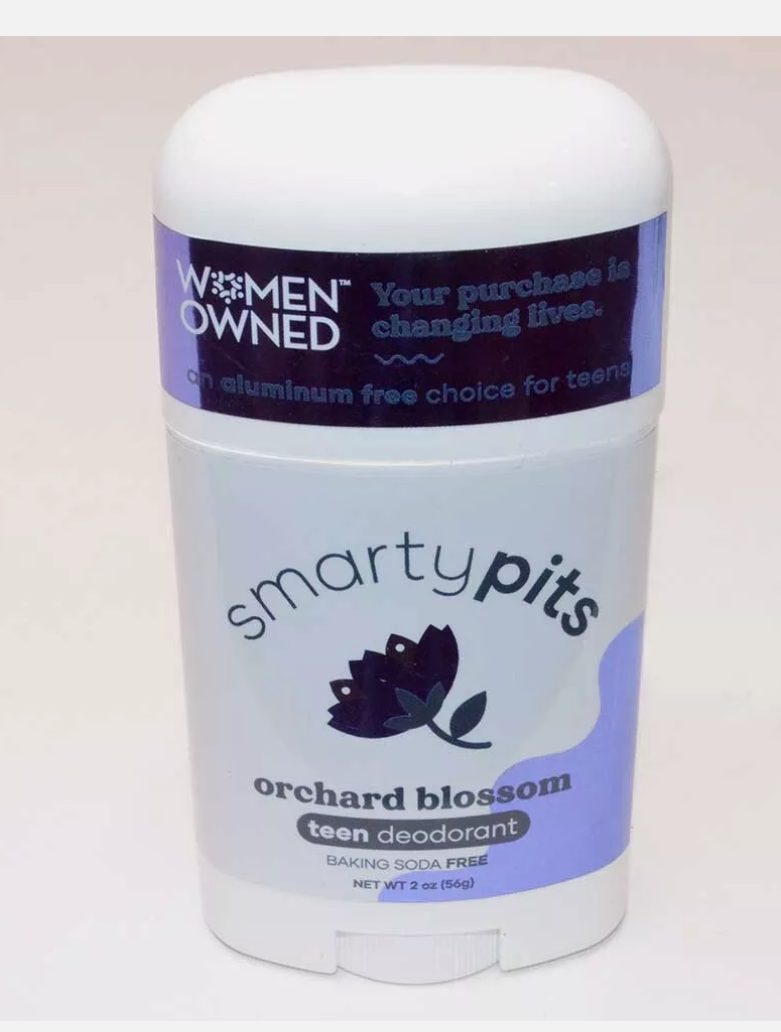 WOMEN™
OWNED
Your purchase is
changing lives.
an aluminum free choice for teens
smartypits
orchard blossom
teen deodorant
BAKING SODA FREE
NET WT 2 oz (56g)